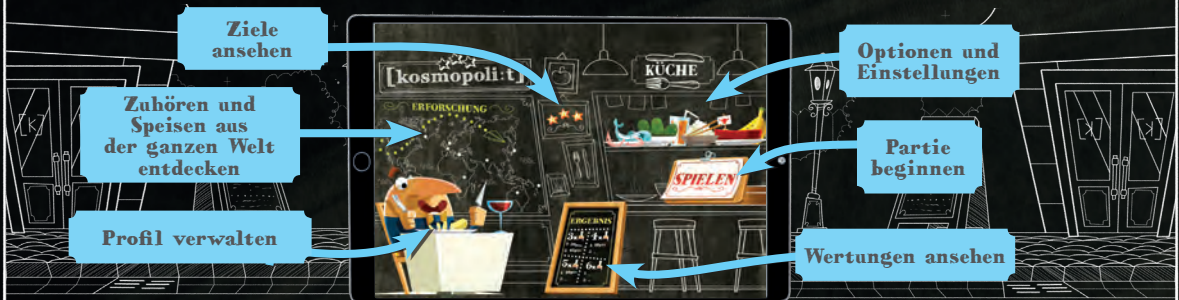 Ziele
ansehen
Zuhören und
Speisen aus
der ganzen Welt
entdecken
Profil verwalten
[kosmopoli:t]
ERFORSCHUNG
KÜCHE
SPIELEN
ERGEBNIS
Optionen und
Einstellungen
Partie
beginnen
Wertungen ansehen
[k]
[k]